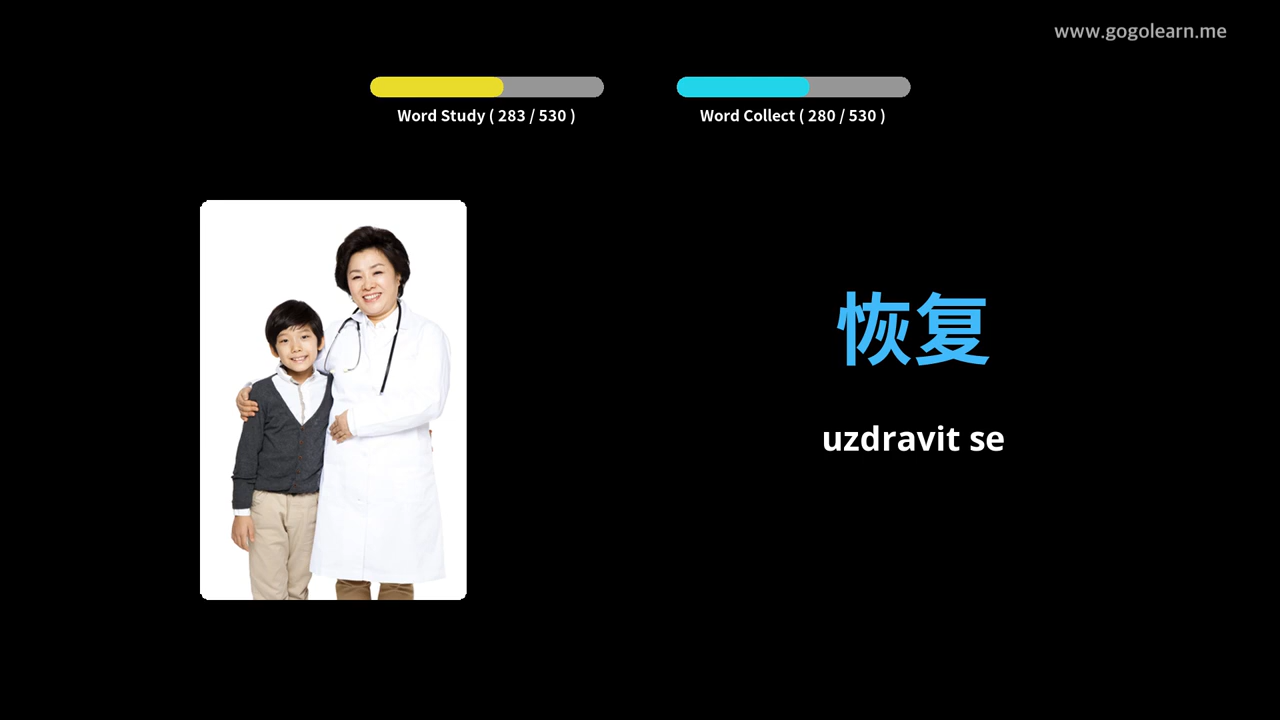 www.gogolearn.me
Word Study ( 283 / 530 )
Word Collect ( 280 / 530 )
恢复
uzdravit se